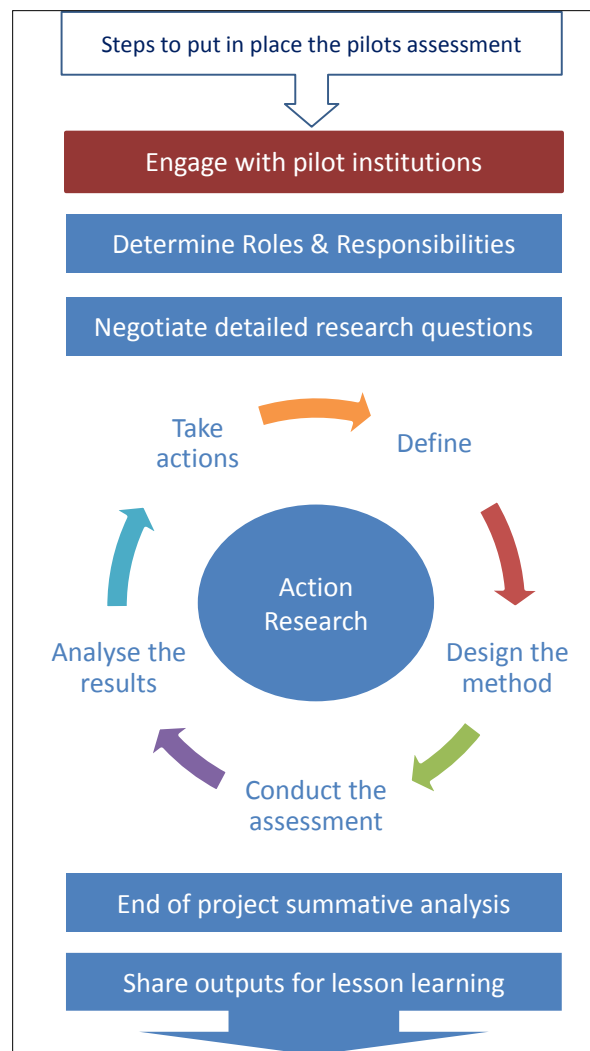 Steps to put in place the pilots assessment
Engage with pilot institutions
Determine Roles & Responsibilities
Negotiate detailed research questions
Take
actions
Define
Action
Research
Analyse the
results
Design the
method
Conduct the
assessment
End of project summative analysis
Share outputs for lesson learning